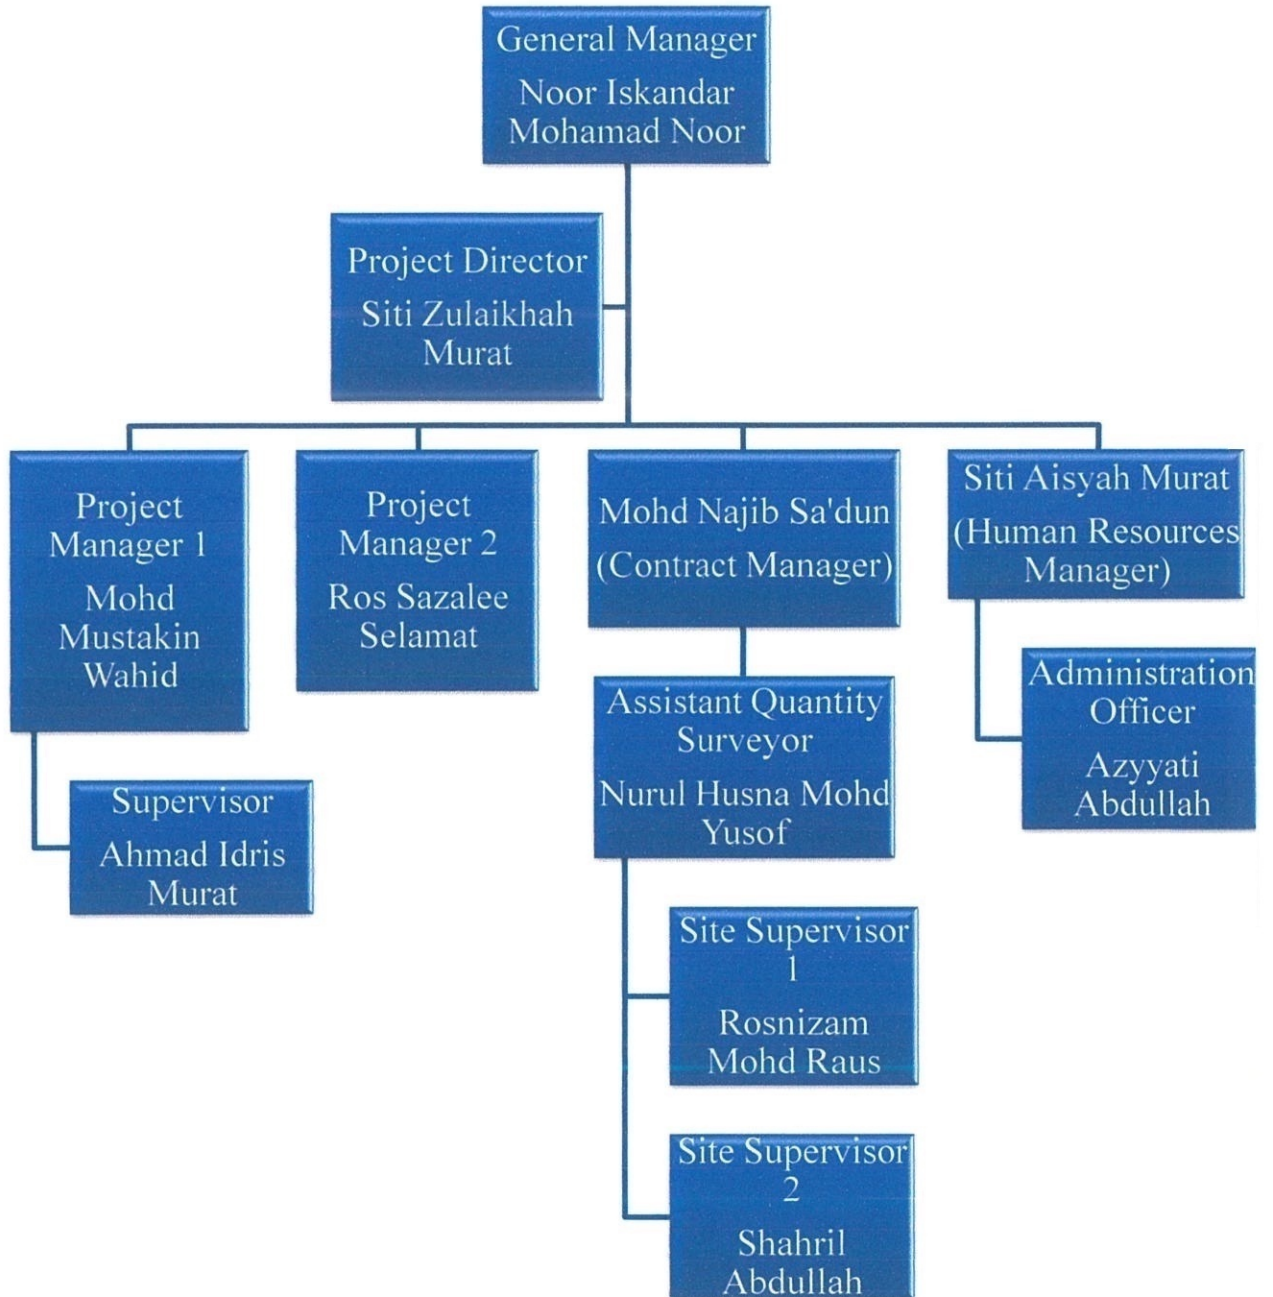 General Manager
Noor Iskandar
Mohamad Noor
Project Director
Siti Zulaikhah
Murat
Project
Manager 1
Mohd
Mustakin
Wahid
Project
Manager 2
Ros Sazalee
Selamat
Mohd Najib Sa'dun
(Contract Manager)
Siti Aisyah Murat
(Human Resources
Manager)
Supervisor
Ahmad Idris
Murat
Assistant Quantity
Surveyor
Nurul Husna Mohd
Yusof
Administration
Officer
Azyyati
Abdullah
Site Supervisor
1
Rosnizam
Mohd Raus
Site Supervisor
2
Shahril
Abdullah